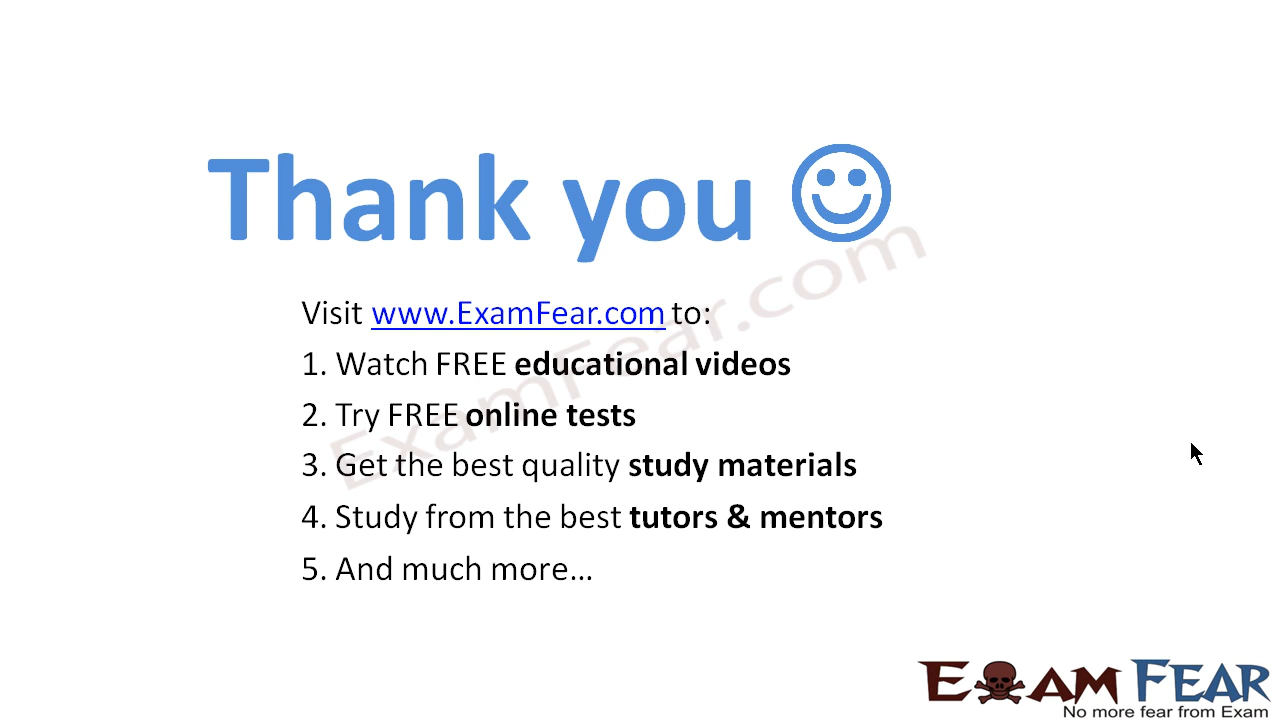 Thank you
Visit www.ExamFear.com to:
1. Watch FREE educational videos
2. Try FREE online tests
3. Get the best quality study materials
4. Study from the best tutors & mentors
5. And much more...
ExamFear.com
EXAM FEAR
No more fear from Exam